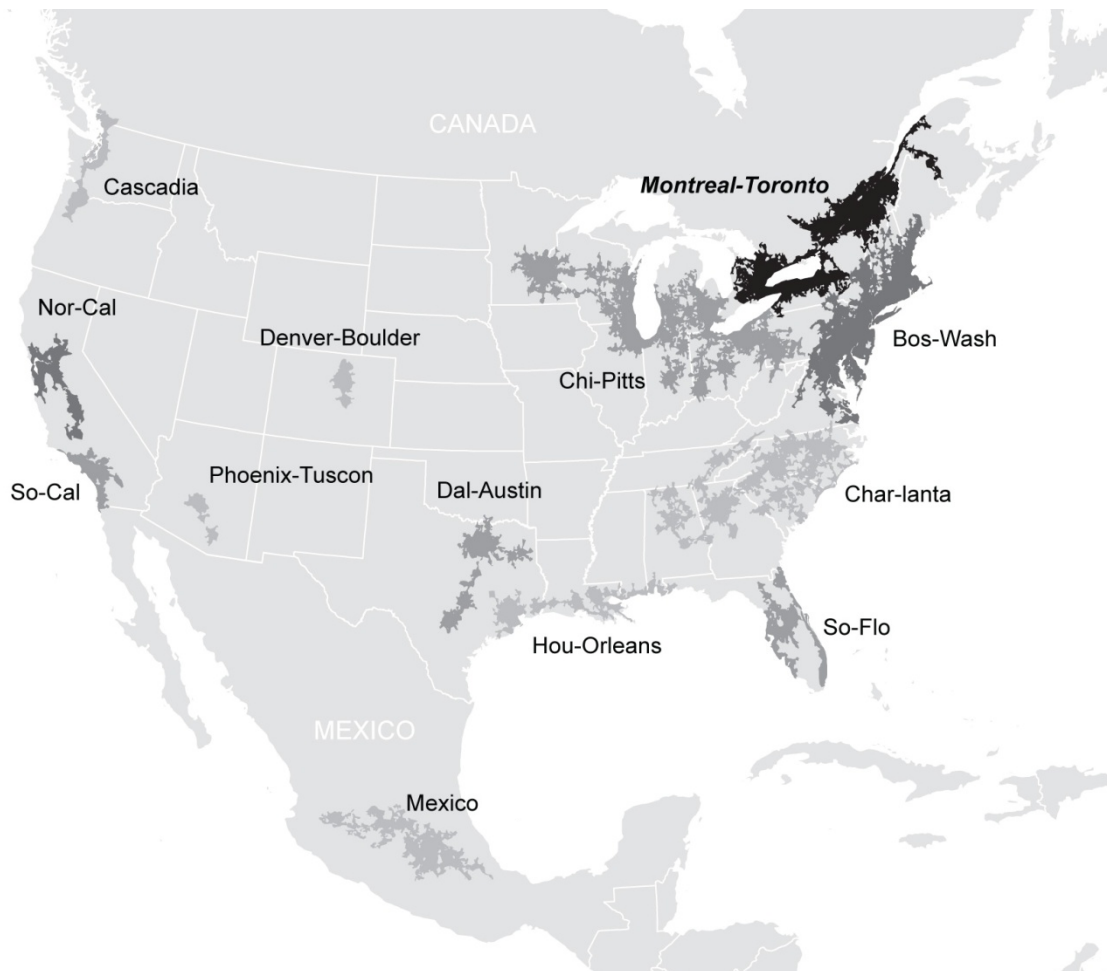 CANADA
Montreal-Toronto
Cascadia
Nor-Cal
Denver-Boulder
Bos-Wash
Chi-Pitts
So-Cal
Phoenix-Tuscon
Dal-Austin
Char-lanta
So-Flo
Hou-Orleans
MEXICO
Mexico